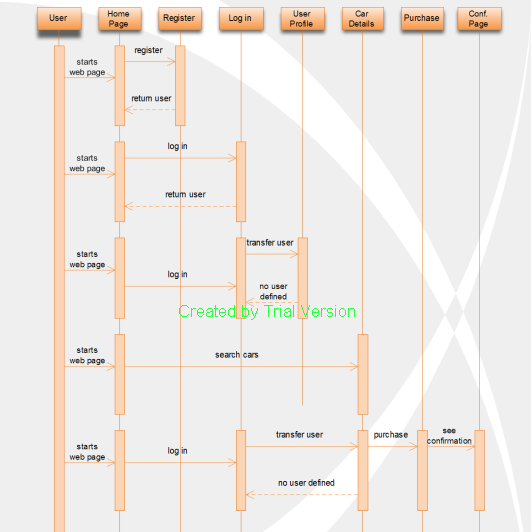 User
Home
Page
Register
Log in
User
Profile
Car
Details
Purchase
Conf.
Page
register
starts
web page
return user
log in
starts
web page
return user
transfer user
starts
web page
log in
no user
defined
Created by Trial Version
starts
web page
search cars
starts
web page
log in
transfer user
purchase
see
confirmation
no user defined